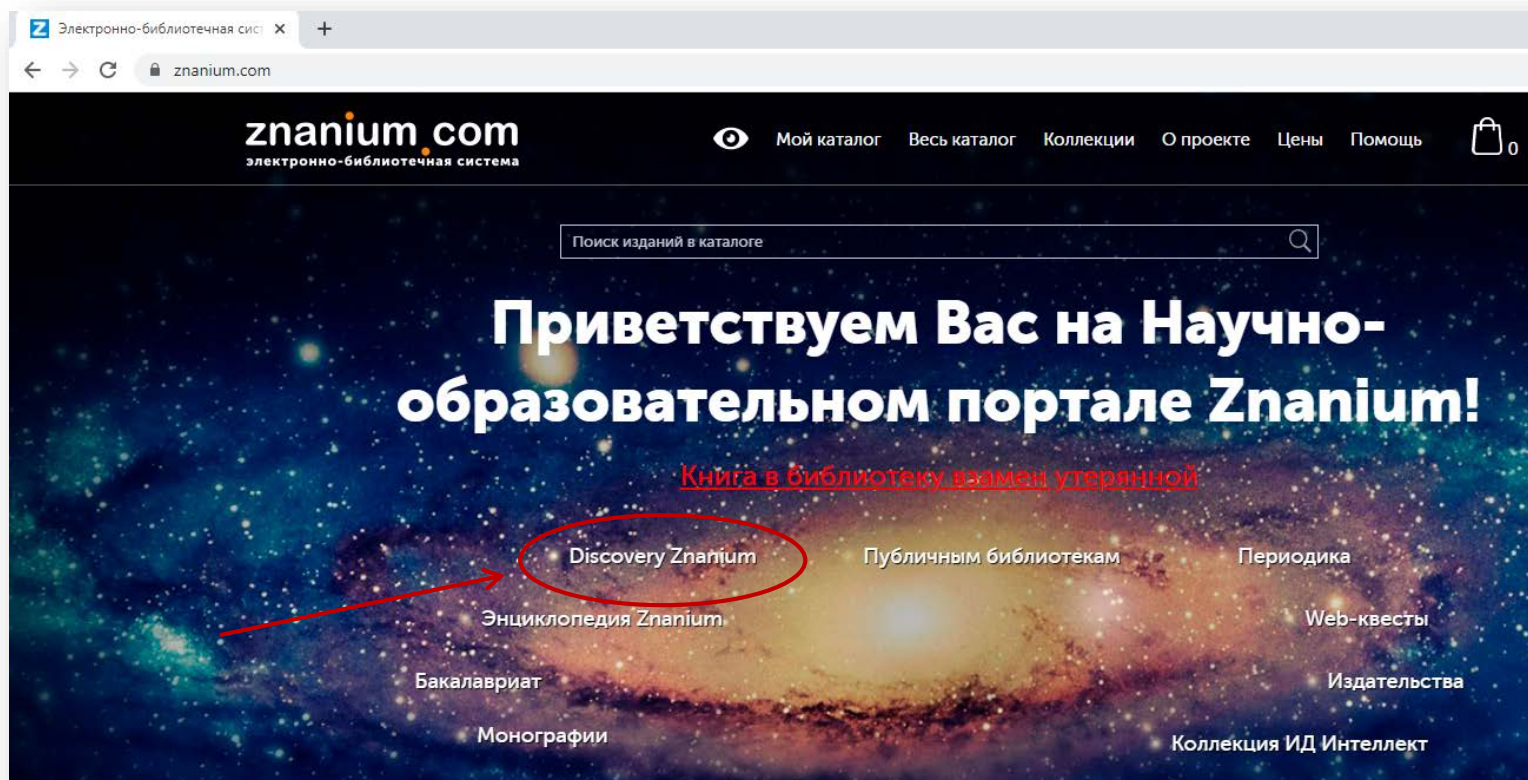 Электронно-библиотечная сис
znanium.com
znanium.com
электронно-библиотечная система
Мой каталог Весь каталог Коллекции О проекте Цены Помощь 0
Поиск изданий в каталоге
Приветствуем Вас на Научно-
образовательном портале Znanium!
Книга в библиотеку взамен утерянной
Discovery Znanium Публичным библиотекам Периодика
Энциклопедия Znanium Web-квесты
Бакалавриат Издательства
Монографии Коллекция ИД Интеллект